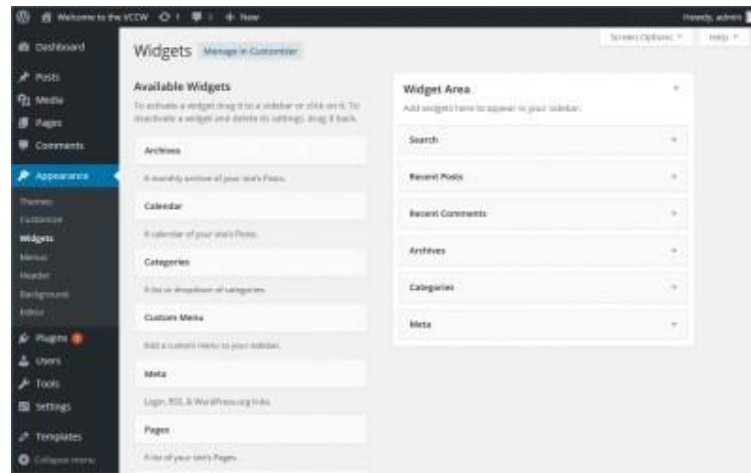 Welcome to the VCCW
1
New
Howdy, admin
Screen Options
Help
Dashboard
Posts
Media
Pages
Comments
Appearance
Themes
Customize
Widgets
Menus
Header
Background
Editor
Plugins
Users
Tools
Settings
Templates
Collapse menu
Widgets
Manage in Customizer
Available Widgets
To activate a widget drag it to a sidebar or click on it. To
deactivate a widget and delete its settings, drag it back.
Archives
A monthly archive of your site's Posts.
Calendar
A calendar of your site's Posts.
Categories
A list or dropdown of categories.
Custom Menu
Add a custom menu to your sidebar.
Meta
Login, RSS, & WordPress.org links.
Pages
A list of your site's Pages.
Widget Area
Add widgets here to appear in your sidebar.
Search
Recent Posts
Recent Comments
Archives
Categories
Meta